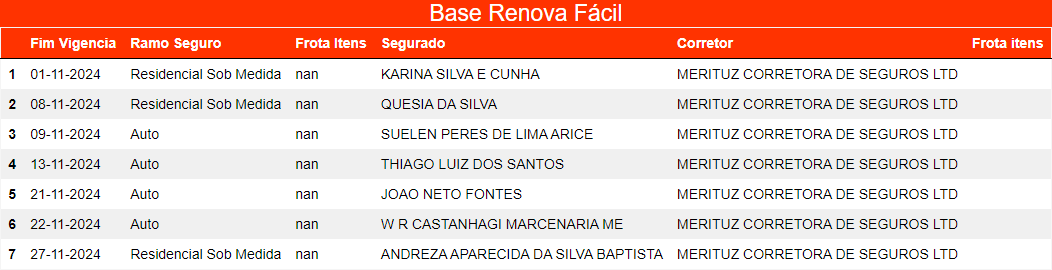 Base Renova Fácil
Fim Vigencia Ramo Seguro Frota Itens Segurado Corretor Frota itens
1 01-11-2024 Residencial Sob Medida nan KARINA SILVA E CUNHA MERITUZ CORRETORA DE SEGUROS LTD
2 08-11-2024 Residencial Sob Medida nan QUESIA DA SILVA MERITUZ CORRETORA DE SEGUROS LTD
3 09-11-2024 Auto nan SUELEN PERES DE LIMA ARICE MERITUZ CORRETORA DE SEGUROS LTD
4 13-11-2024 Auto nan THIAGO LUIZ DOS SANTOS MERITUZ CORRETORA DE SEGUROS LTD
5 21-11-2024 Auto nan JOAO NETO FONTES MERITUZ CORRETORA DE SEGUROS LTD
6 22-11-2024 Auto nan W R CASTANHAGI MARCENARIA ME MERITUZ CORRETORA DE SEGUROS LTD
7 27-11-2024 Residencial Sob Medida nan ANDREZA APARECIDA DA SILVA BAPTISTA MERITUZ CORRETORA DE SEGUROS LTD